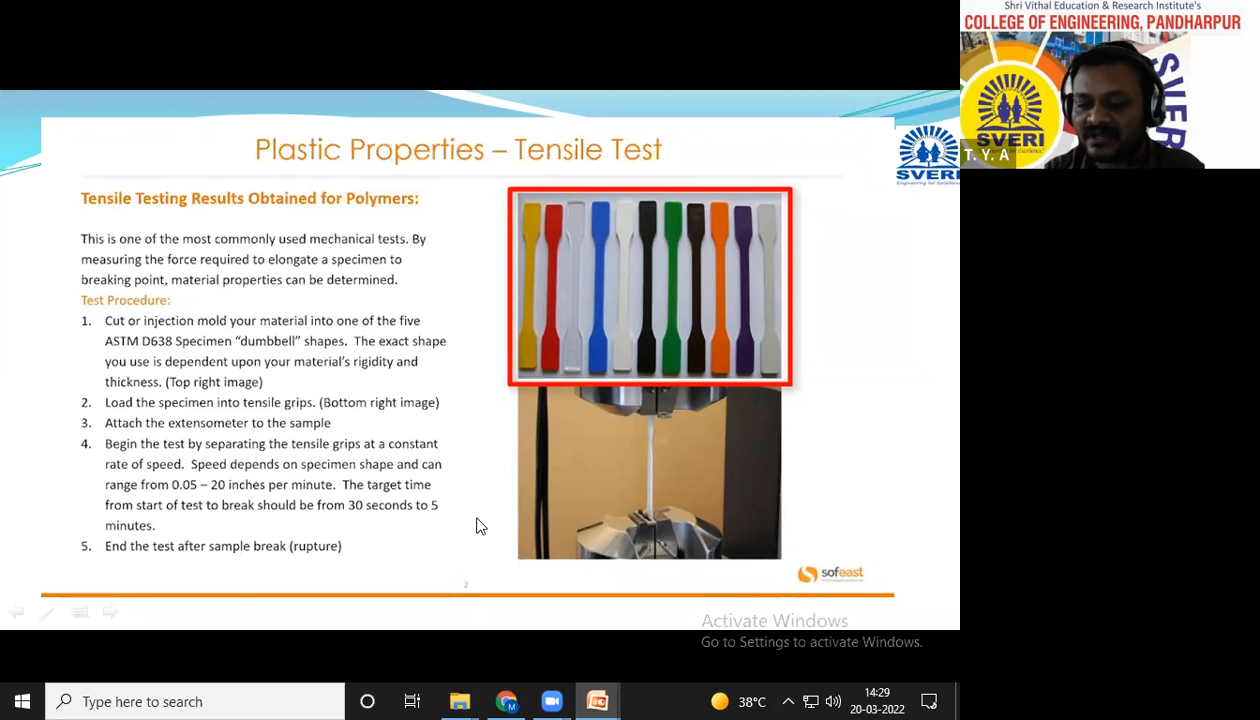 Shri Vithal Education & Research Institute's
COLLEGE OF ENGINEERING, PANDHARPUR
SVERI
SVERI
T. Y. A
Plastic Properties – Tensile Test
SVERI
Engineering for Excellence
Tensile Testing Results Obtained for Polymers:
This is one of the most commonly used mechanical tests. By
measuring the force required to elongate a specimen to
breaking point, material properties can be determined.
Test Procedure:
1. Cut or injection mold your material into one of the five
ASTM D638 Specimen “dumbbell” shapes. The exact shape
you use is dependent upon your material’s rigidity and
thickness. (Top right image)
2. Load the specimen into tensile grips. (Bottom right image)
3. Attach the extensometer to the sample
4. Begin the test by separating the tensile grips at a constant
rate of speed. Speed depends on specimen shape and can
range from 0.05 – 20 inches per minute. The target time
from start of test to break should be from 30 seconds to 5
minutes.
5. End the test after sample break (rupture)
sofeast
2
Activate Windows
Go to Settings to activate Windows.
Type here to search
38°C
14:29
20-03-2022